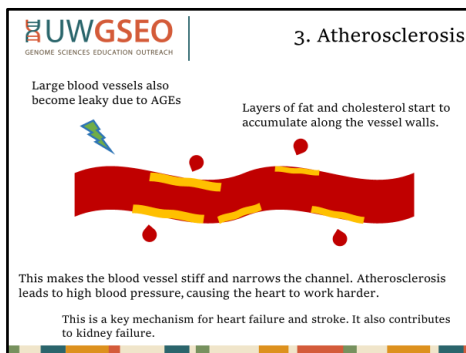 UWGSEO
GENOME SCIENCES EDUCATION OUTREACH
3. Atherosclerosis
Large blood vessels also
become leaky due to AGEs
Layers of fat and cholesterol start to
accumulate along the vessel walls.
This makes the blood vessel stiff and narrows the channel. Atherosclerosis
leads to high blood pressure, causing the heart to work harder.
This is a key mechanism for heart failure and stroke. It also contributes
to kidney failure.